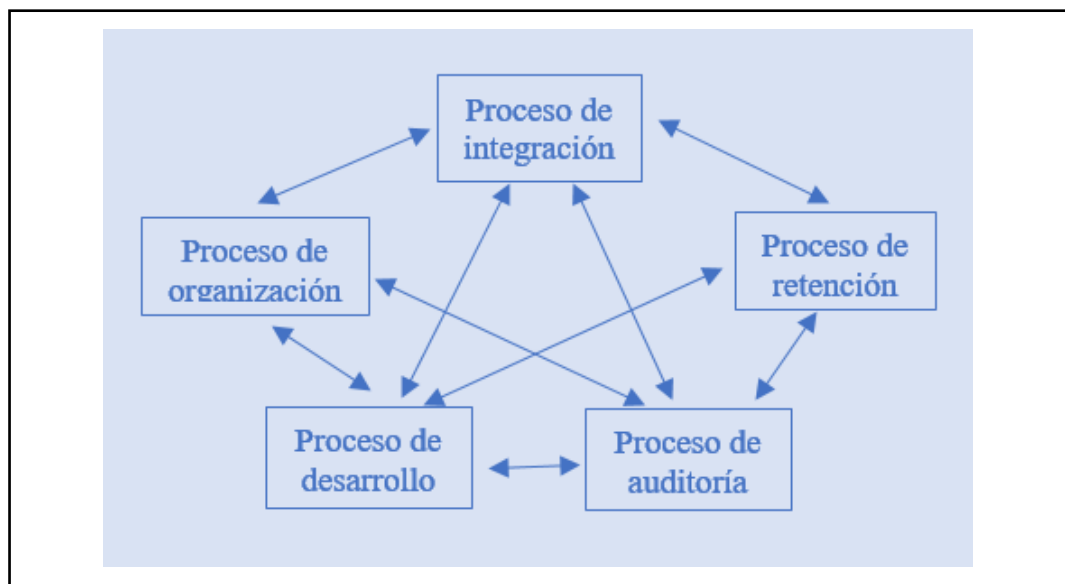 Proceso de
integración
Proceso de
organización
Proceso de
retención
Proceso de
desarrollo
Proceso de
auditoría